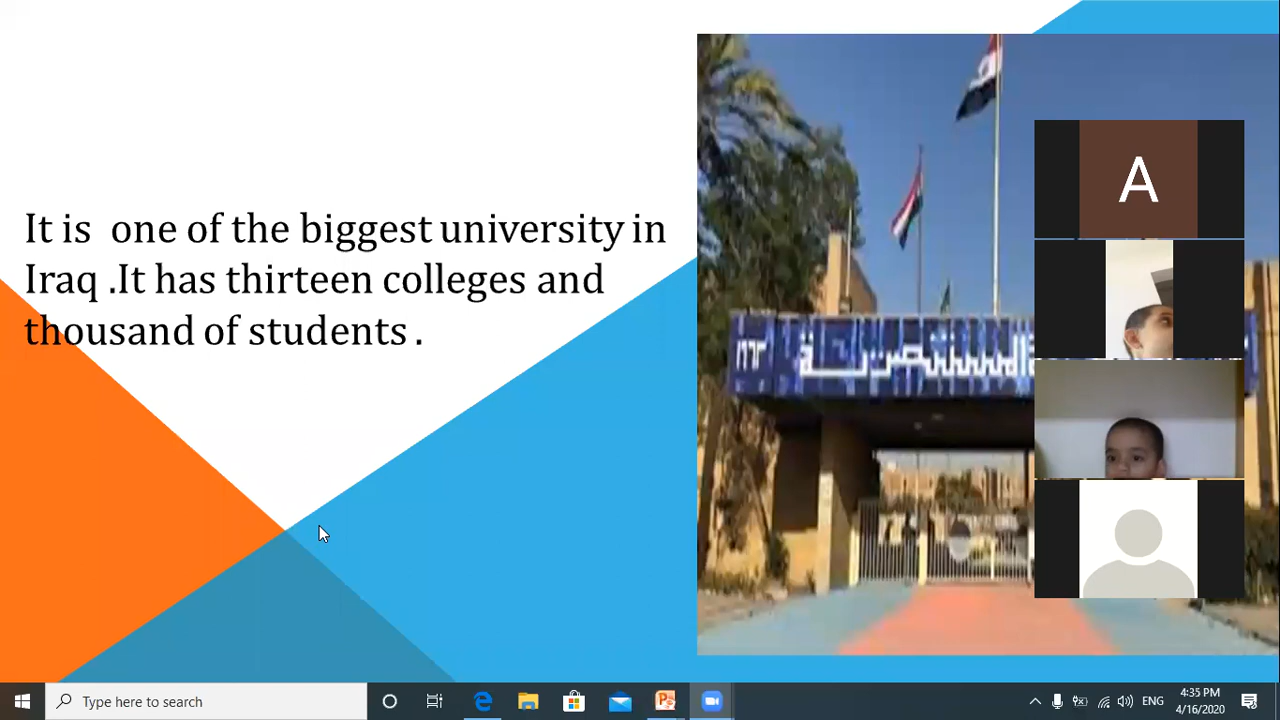 It is one of the biggest university in
Iraq .It has thirteen colleges and
thousand of students .
A
Type here to search
ENG
4:35 PM
4/16/2020